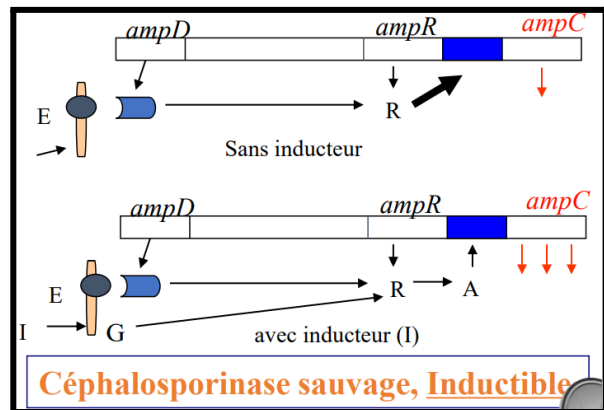 ampD ampR ampC
E R
Sans inducteur
ampD ampR ampC
E R A
I G
avec inducteur (I)
Céphalosporinase sauvage, Inductible